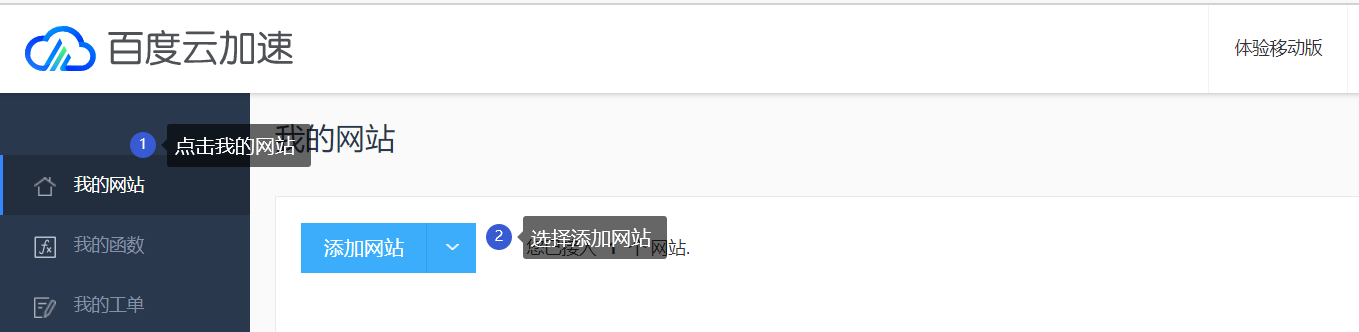 百度云加速
体验移动版
1 点击我的网站
我的网站
我的网站
我的函数
我的工单
添加网站
2 选择添加网站
您已接入 1 个 网站.